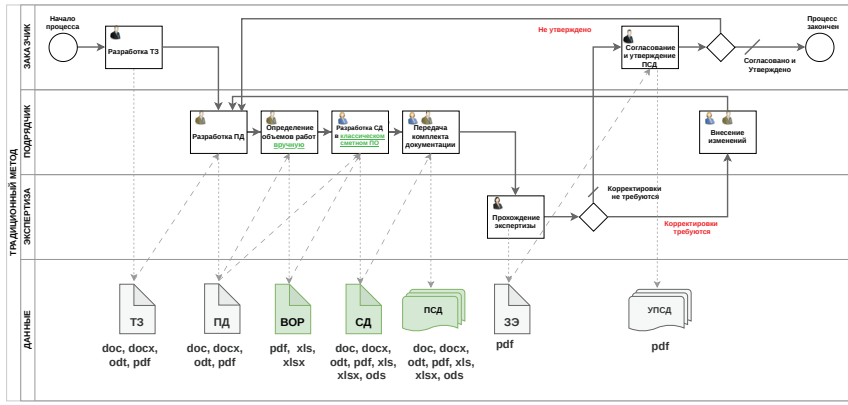 ТРАДИЦИОННЫЙ МЕТОД
ЗАКАЗЧИК
Начало
процесса
Разработка ТЗ
Не утверждено
Согласование
и утверждение
ПСД
Согласовано и
Утверждено
Процесс
закончен
ПОДРЯДЧИК
Разработка ПД
Определение
объемов работ
вручную
Разработка СД
в классическом
сметном ПО
Передача
комплекта
документации
Внесение
изменений
ЭКСПЕРТИЗА
Прохождение
экспертизы
Корректировки
не требуются
Корректировки
требуются
ДАННЫЕ
ТЗ
doc, docx,
odt, pdf
ПД
doc, docx,
odt, pdf
ВОР
pdf, xls,
xlsx
СД
doc, docx,
odt, pdf, xls,
xlsx, ods
ПСД
doc, docx,
odt, pdf, xls,
xlsx, ods
ЗЭ
pdf
УПСД
pdf